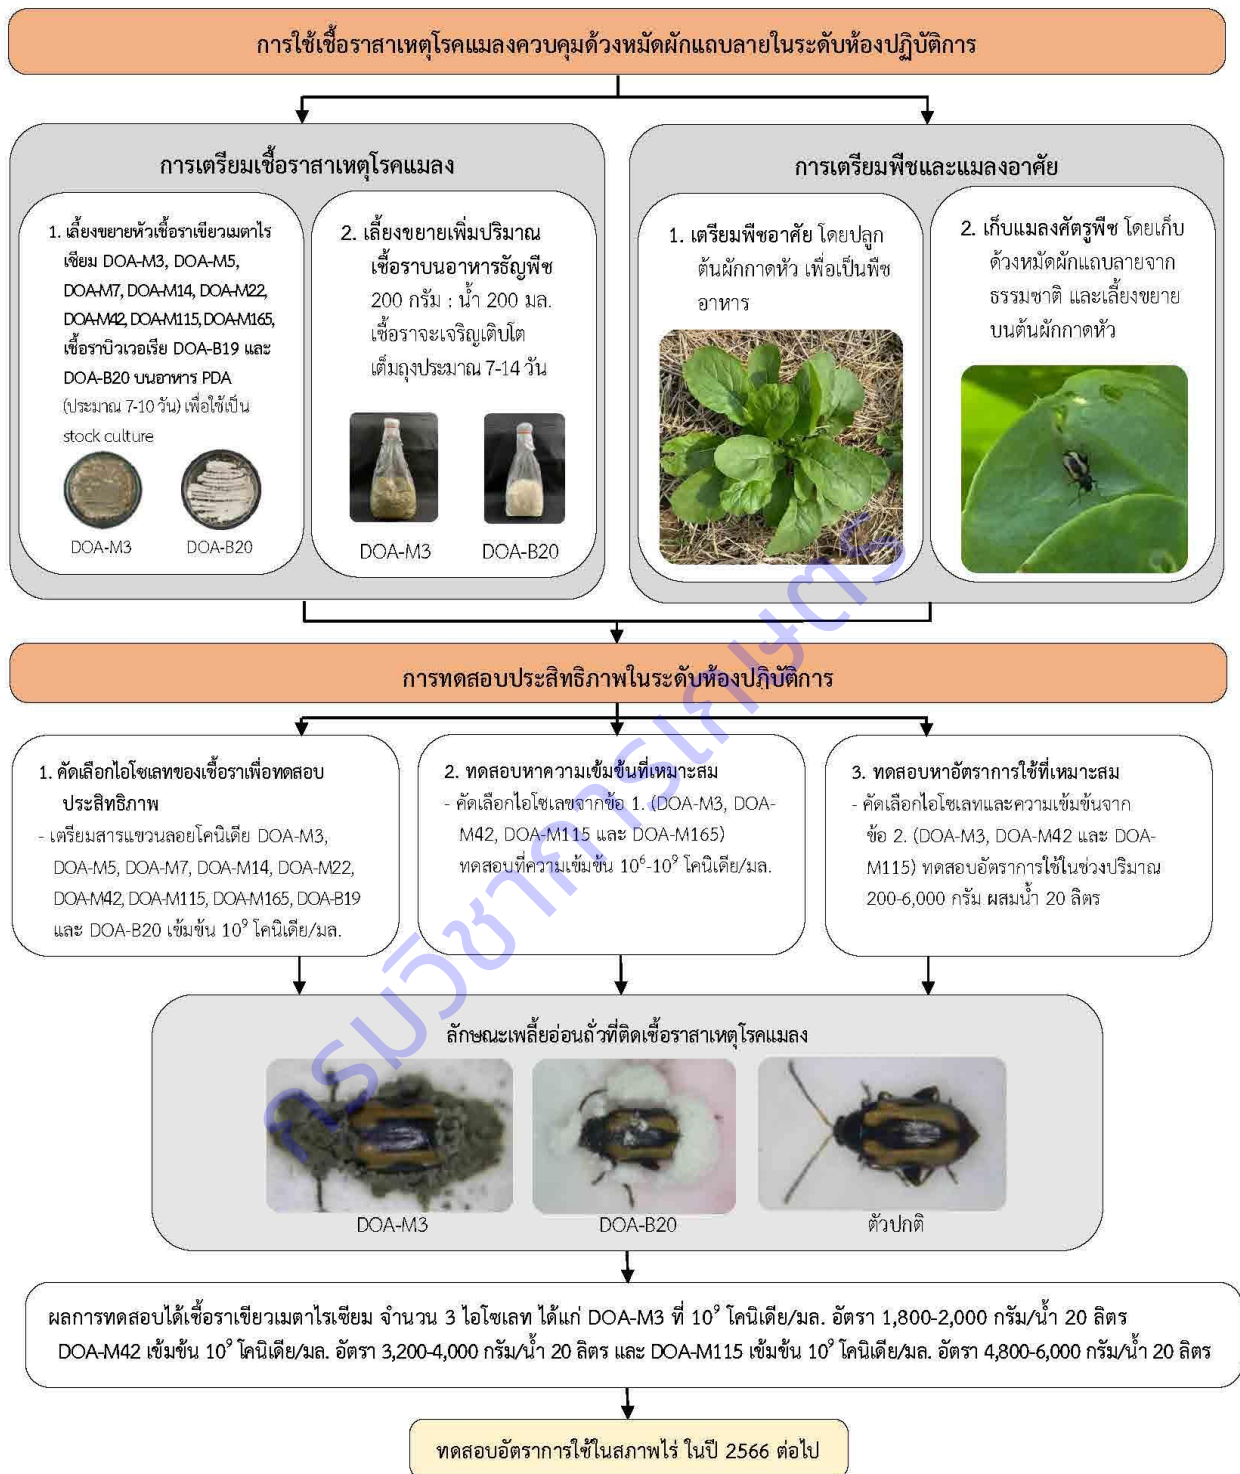 การใช้เชื้อราสาเหตุโรคแมลงควบคุมด้วงหมัดผักแถบลายในระดับห้องปฏิบัติการ
การเตรียมเชื้อราสาเหตุโรคแมลง
1. เลี้ยงขยายหัวเชื้อราเขียวเมตาไร
เซียม DOA-M3, DOA-M5,
DOA-M7, DOA-M14, DOA-M22,
DOA-M42, DOA-M115, DOA-M165,
เชื้อราบิวเวอเรีย DOA-B19 และ
DOA-B20 บนอาหาร PDA
(ประมาณ 7-10 วัน) เพื่อใช้เป็น
stock culture
DOA-M3
DOA-B20
2. เลี้ยงขยายเพิ่มปริมาณ
เชื้อราบนอาหารธัญพืช
200 กรัม : น้ำ 200 มล.
เชื้อราจะเจริญเติบโต
เต็มถุงประมาณ 7-14 วัน
DOA-M3
DOA-B20
การเตรียมพืชและแมลงอาศัย
1. เตรียมพืชอาศัย โดยปลูก
ต้นผักกาดหัว เพื่อเป็นพืช
อาหาร
2. เก็บแมลงศัตรูพืช โดยเก็บ
ด้วงหมัดผักแถบลายจาก
ธรรมชาติ และเลี้ยงขยาย
บนต้นผักกาดหัว
การทดสอบประสิทธิภาพในระดับห้องปฏิบัติการ
1. คัดเลือกไอโซเลทของเชื้อราเพื่อทดสอบ
ประสิทธิภาพ
- เตรียมสารแขวนลอยโคนิเดีย DOA-M3,
DOA-M5, DOA-M7, DOA-M14, DOA-M22,
DOA-M42, DOA-M115, DOA-M165, DOA-B19
และ DOA-B20 เข้มข้น 10⁹ โคนิเดีย/มล.
2. ทดสอบหาความเข้มข้นที่เหมาะสม
- คัดเลือกไอโซเลขจากข้อ 1. (DOA-M3, DOA-
M42, DOA-M115 และ DOA-M165)
ทดสอบที่ความเข้มข้น 10⁶-10⁹ โคนิเดีย/มล.
3. ทดสอบหาอัตราการใช้ที่เหมาะสม
- คัดเลือกไอโซเลทและความเข้มข้นจาก
ข้อ 2. (DOA-M3, DOA-M42 และ DOA-
M115) ทดสอบอัตราการใช้ในช่วงปริมาณ
200-6,000 กรัม ผสมน้ำ 20 ลิตร
ลักษณะเพลี้ยอ่อนถั่วที่ติดเชื้อราสาเหตุโรคแมลง
DOA-M3
DOA-B20
ตัวปกติ
ผลการทดสอบได้เชื้อราเขียวเมตาไรเซียม จำนวน 3 ไอโซเลท ได้แก่ DOA-M3 ที่ 10⁹ โคนิเดีย/มล. อัตรา 1,800-2,000 กรัม/น้ำ 20 ลิตร
DOA-M42 เข้มข้น 10⁹ โคนิเดีย/มล. อัตรา 3,200-4,000 กรัม/น้ำ 20 ลิตร และ DOA-M115 เข้มข้น 10⁹ โคนิเดีย/มล. อัตรา 4,800-6,000 กรัม/น้ำ 20 ลิตร
ทดสอบอัตราการใช้ในสภาพไร่ ในปี 2566 ต่อไป
กรมวิชาการเกษตร